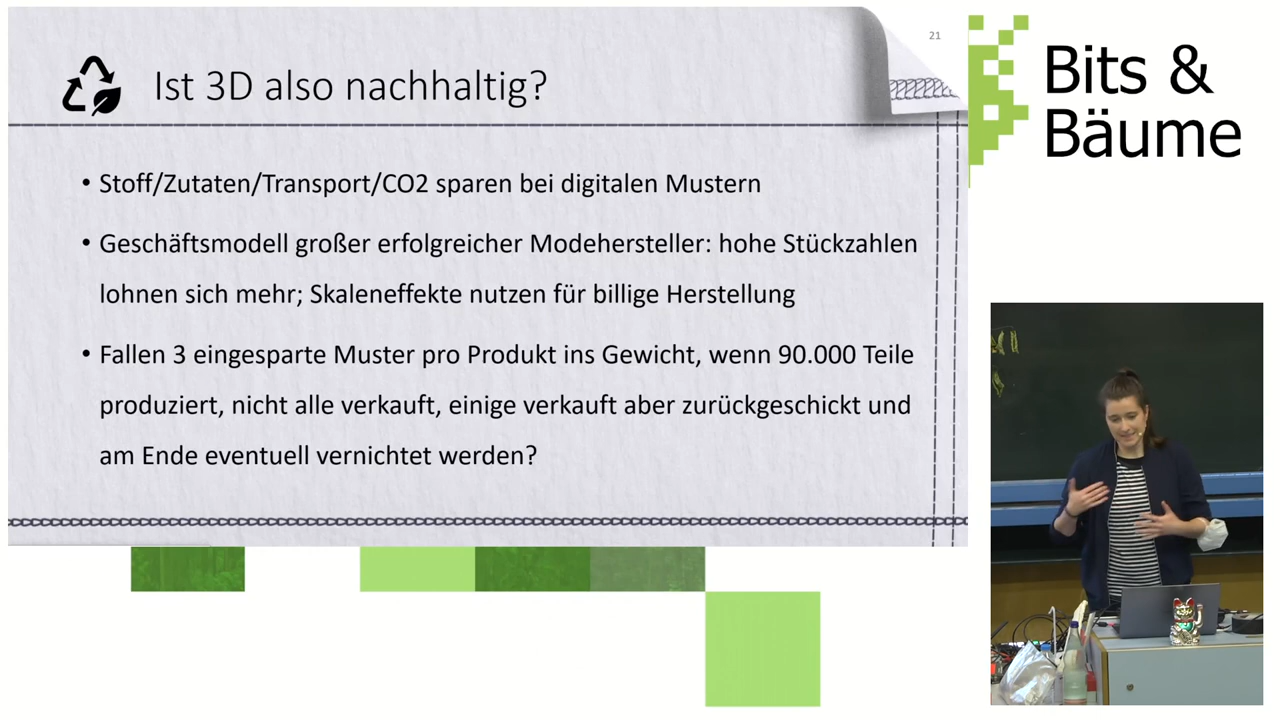 21
Ist 3D also nachhaltig?
• Stoff/Zutaten/Transport/CO2 sparen bei digitalen Mustern
• Geschäftsmodell großer erfolgreicher Modehersteller: hohe Stückzahlen
lohnen sich mehr; Skaleneffekte nutzen für billige Herstellung
• Fallen 3 eingesparte Muster pro Produkt ins Gewicht, wenn 90.000 Teile
produziert, nicht alle verkauft, einige verkauft aber zurückgeschickt und
am Ende eventuell vernichtet werden?
Bits &
Bäume